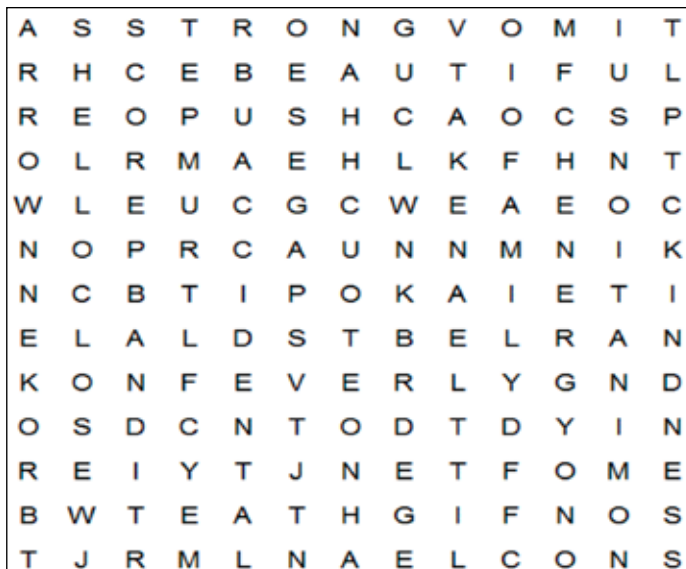 A S S T R O N G V O M I T
R H C E B E A U T I F U L
R E O P U S H C A O C S P
O L R M A E H L K F H N T
W L E U C G C W E A E O C
N O P R C A U N N M N I K
N C B T I P O K A I E T I
E L A L D S T B E L R A N
K O N F E V E R L Y G N D
O S D C N T O D T D Y I N
R E I Y T J N E T F O M E
B W T E A T H G I F N O S
T J R M L N A E L C O N S